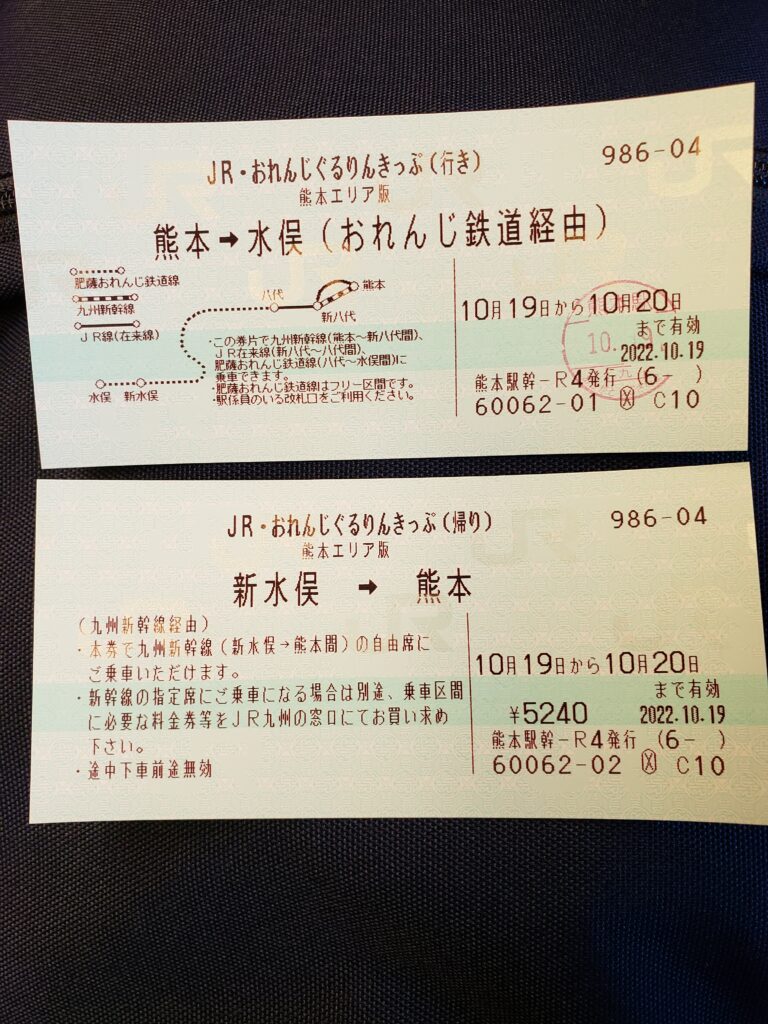 JR・おれんじぐるりんきっぷ(行き)
986-04
熊本エリア版
熊本→水俣(おれんじ鉄道経由)
肥薩おれんじ鉄道線
九州新幹線
JR線(在来線)
八代
新八代
熊本
水俣
新水俣
・この券片で九州新幹線(熊本〜新八代間)、
JR在来線(新八代〜八代間)、
肥薩おれんじ鉄道線(八代〜水俣間)に
乗車できます。
・肥薩おれんじ鉄道線はフリー区間です。
・駅係員のいる改札口をご利用ください。
10月19日から10月20日
まで有効
2022.10.19
熊本駅幹-R4発行 (6- )
60062-01 Ⓧ C10
JR・おれんじぐるりんきっぷ(帰り)
986-04
熊本エリア版
新水俣 → 熊本
(九州新幹線経由)
・本券で九州新幹線(新水俣→熊本間)の自由席に
ご乗車いただけます。
・新幹線の指定席にご乗車になる場合は別途、乗車区間
に必要な料金券等をJR九州の窓口にてお買い求め
下さい。
・途中下車前途無効
10月19日から10月20日
まで有効
¥5240
2022.10.19
熊本駅幹-R4発行 (6- )
60062-02 Ⓧ C10